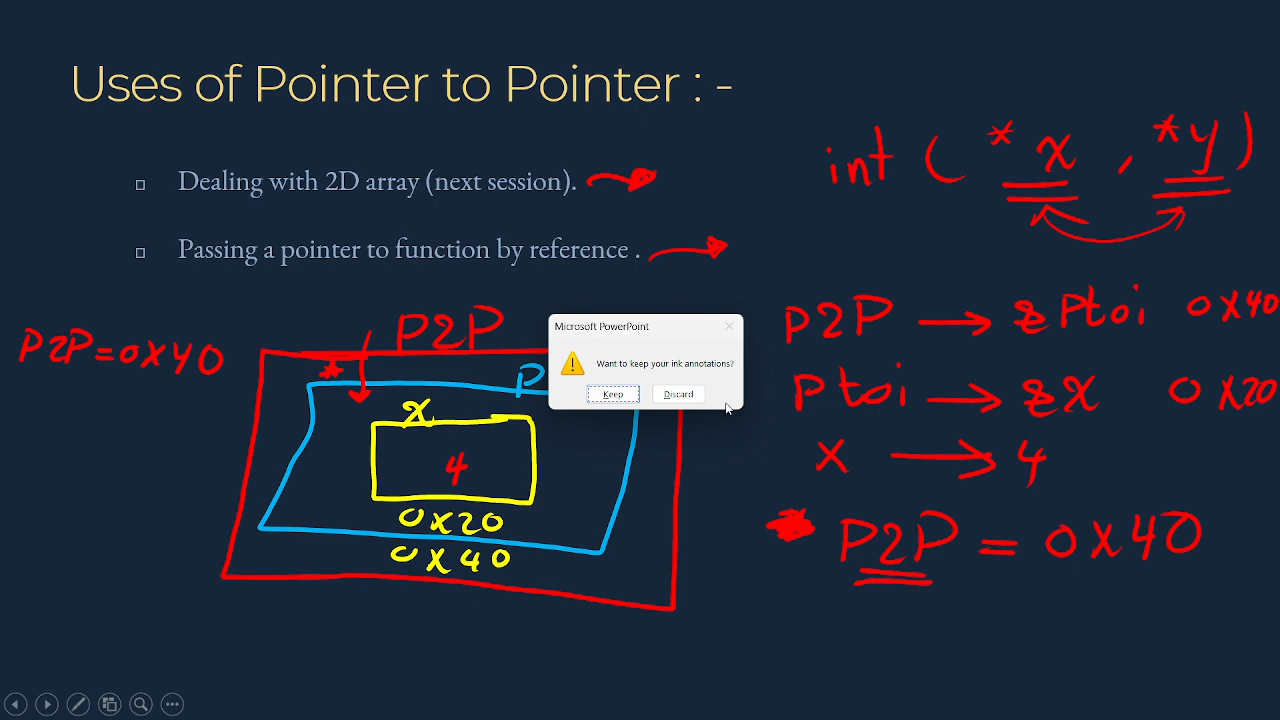 Uses of Pointer to Pointer : -
Dealing with 2D array (next session).
Passing a pointer to function by reference .
int ( *x , *y )
P2P
P2P=0x40
*
P
x
4
0x20
0x40
Microsoft PowerPoint
Want to keep your ink annotations?
Keep Discard
P2P → &Ptoi 0x40
Ptoi → &x 0x20
x → 4
P2P = 0x40